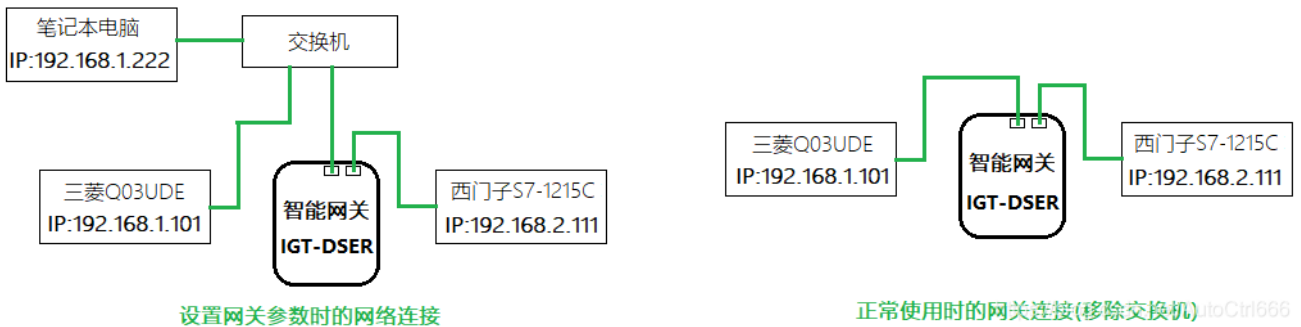 笔记本电脑
IP:192.168.1.222
交换机
三菱Q03UDE
IP:192.168.1.101
智能网关
IGT-DSER
西门子S7-1215C
IP:192.168.2.111
设置网关参数时的网络连接
三菱Q03UDE
IP:192.168.1.101
智能网关
IGT-DSER
西门子S7-1215C
IP:192.168.2.111
正常使用时的网关连接(移除交换机)
AutoCtrl666